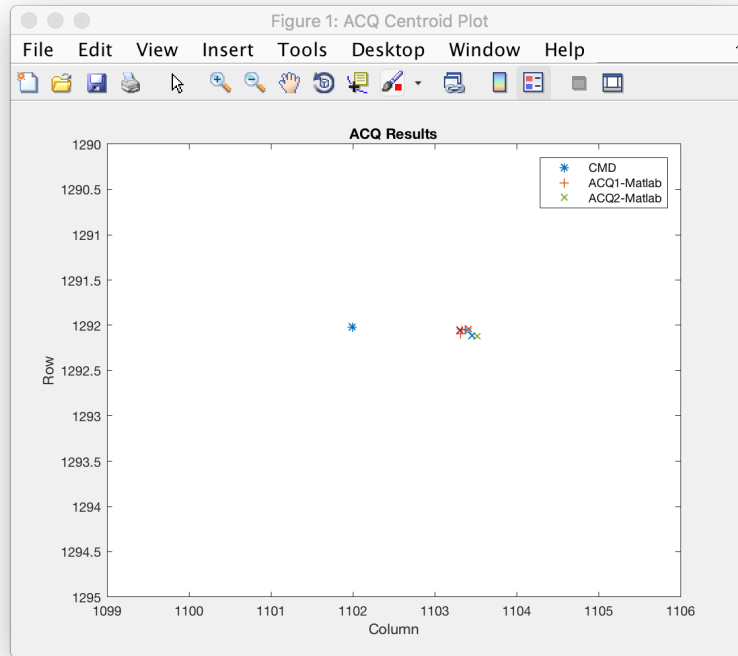 Figure 1: ACQ Centroid Plot
File Edit View Insert Tools Desktop Window Help
ACQ Results
CMD
ACQ1-Matlab
ACQ2-Matlab
1290
1290.5
1291
1291.5
1292
1292.5
1293
1293.5
1294
1294.5
1295
Row
1099 1100 1101 1102 1103 1104 1105 1106
Column